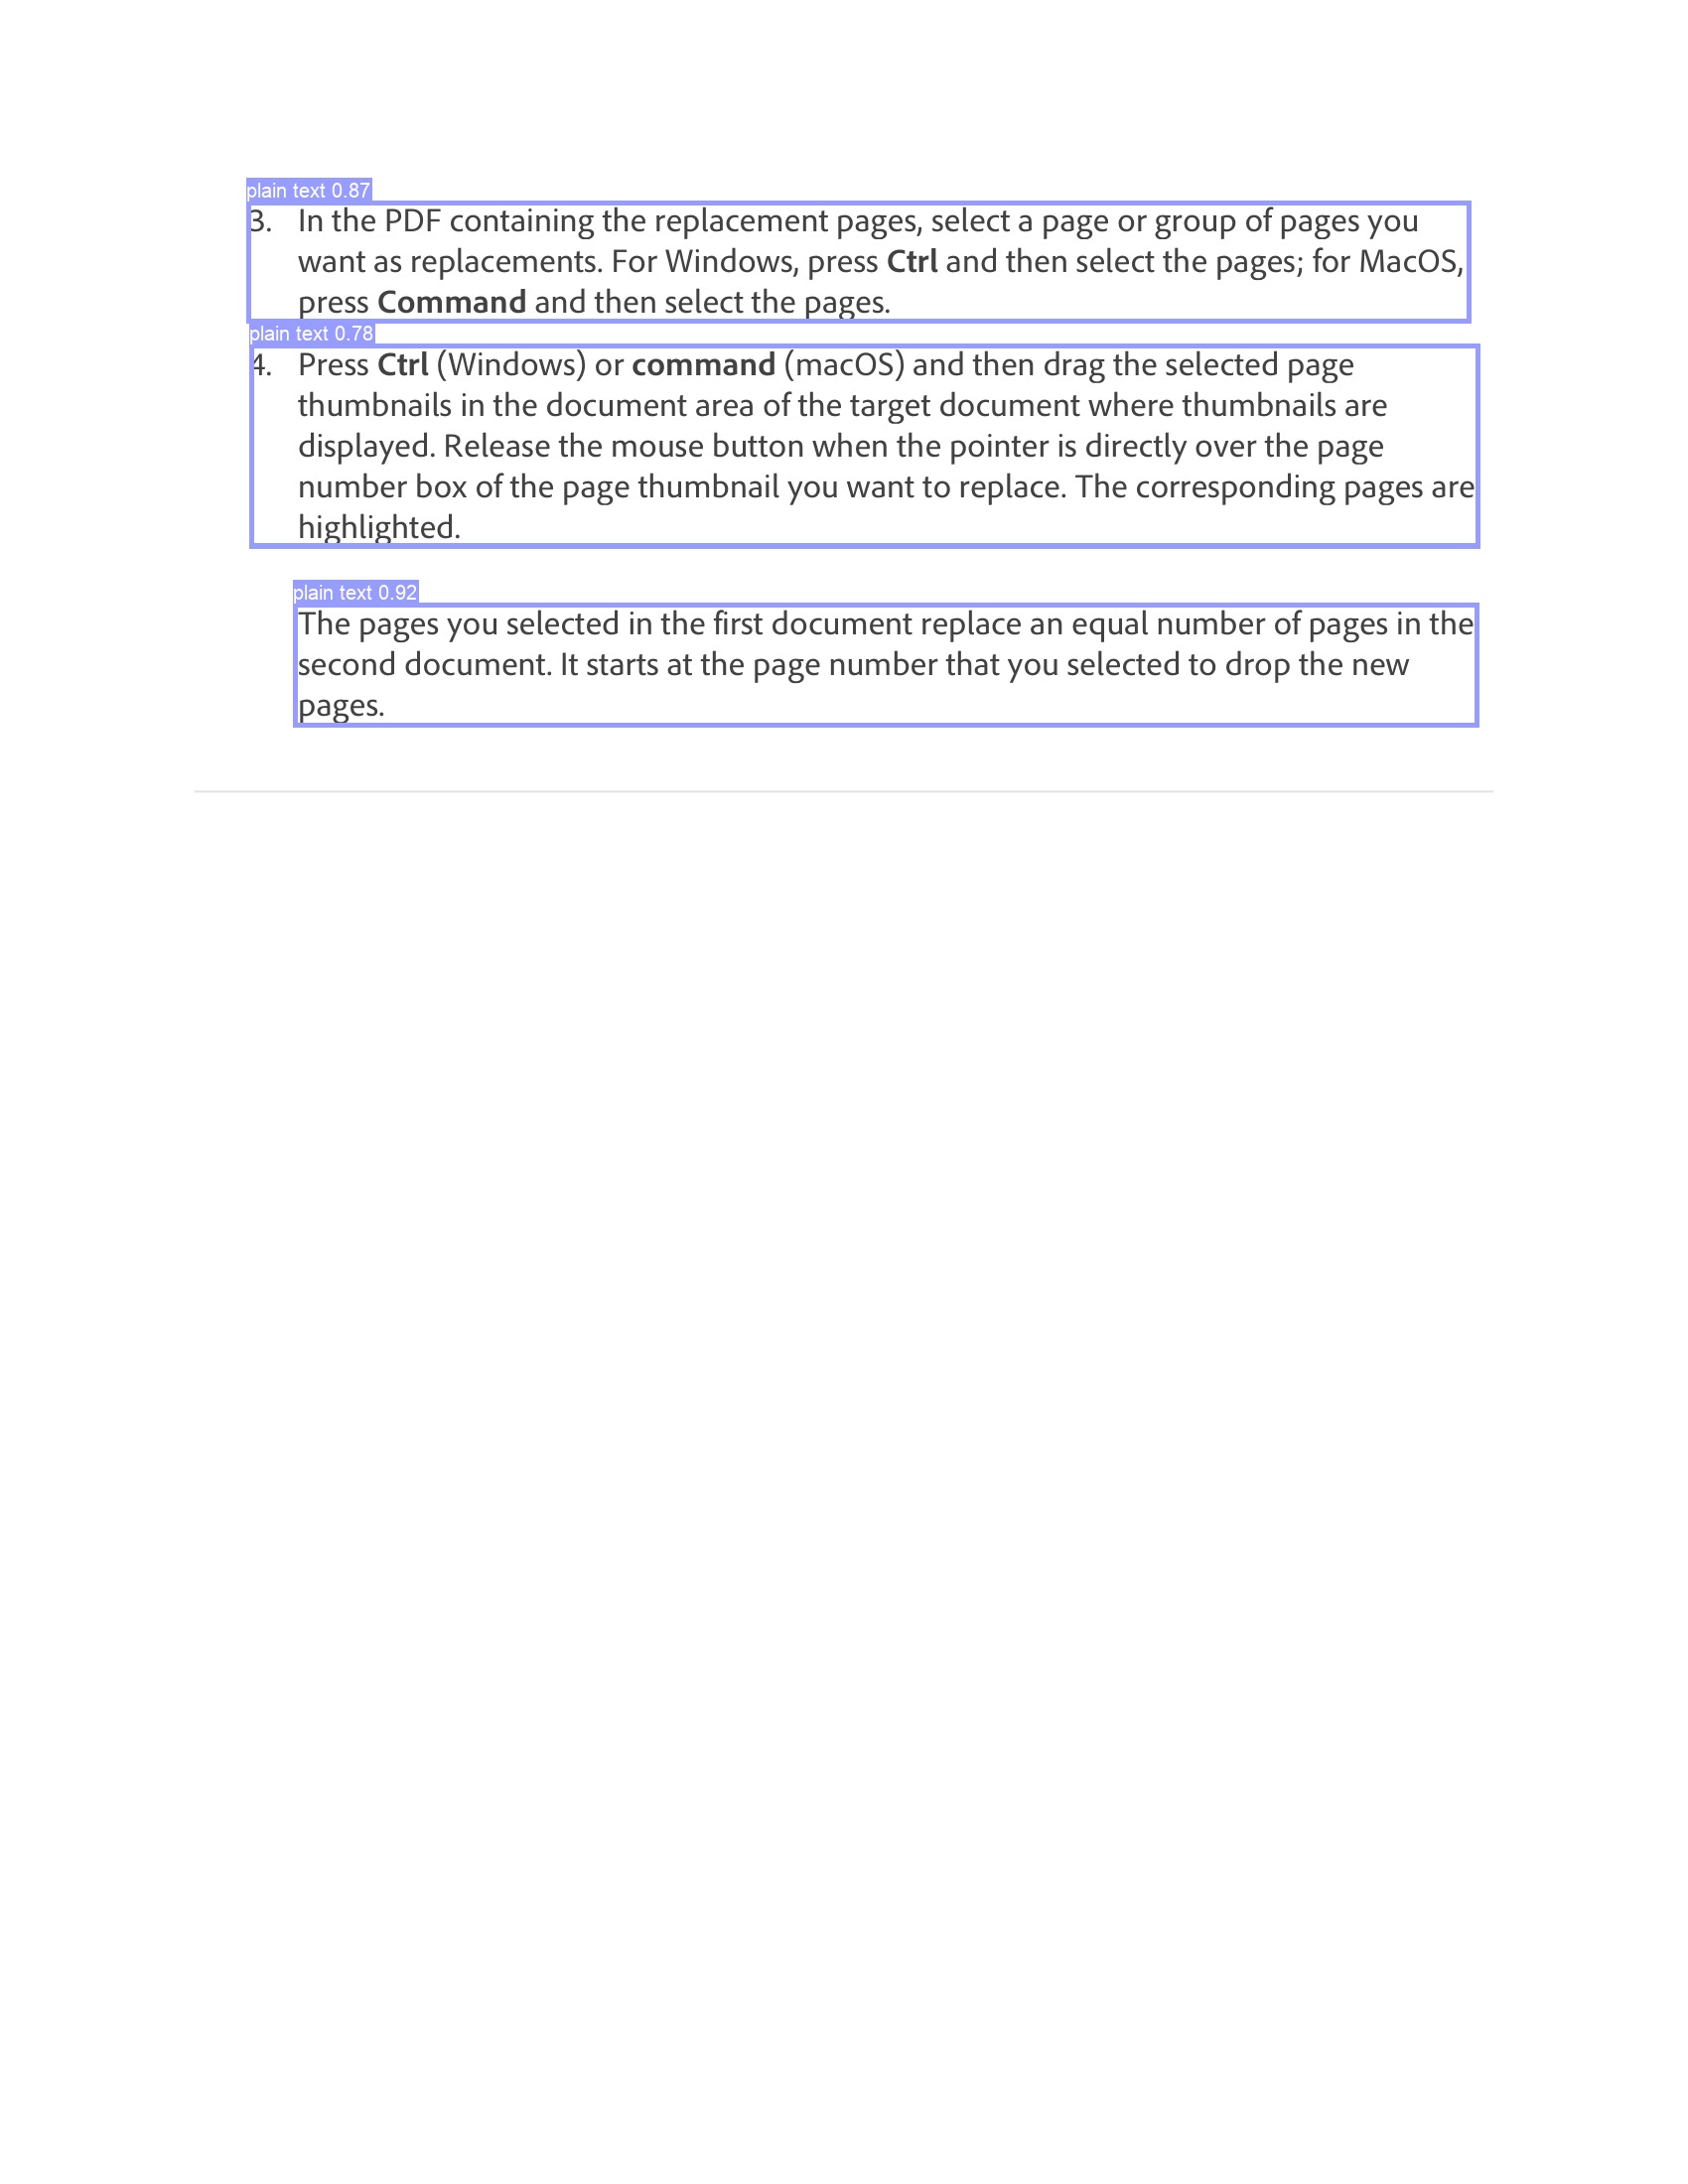 plain text 0.87
3. In the PDF containing the replacement pages, select a page or group of pages you
want as replacements. For Windows, press Ctrl and then select the pages; for MacOS,
press Command and then select the pages.
plain text 0.78
4. Press Ctrl (Windows) or command (macOS) and then drag the selected page
thumbnails in the document area of the target document where thumbnails are
displayed. Release the mouse button when the pointer is directly over the page
number box of the page thumbnail you want to replace. The corresponding pages are
highlighted.
plain text 0.92
The pages you selected in the first document replace an equal number of pages in the
second document. It starts at the page number that you selected to drop the new
pages.